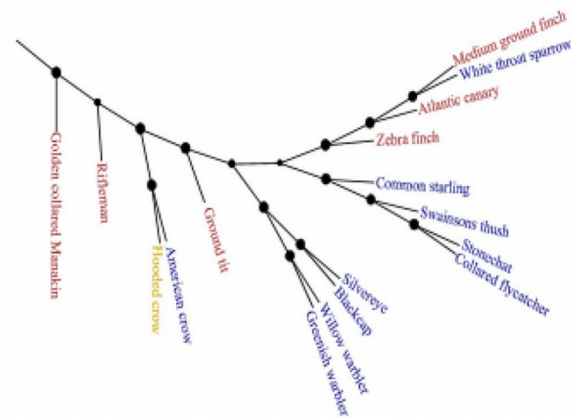 Medium ground finch
White throat sparrow
Atlantic canary
Zebra finch
Common starling
Swainsons thush
Stonechat
Collared flycatcher
Silvereye
Blackcap
Willow warbler
Greenish warbler
Ground tit
American crow
Hooded crow
Rifleman
Golden collared Manakin